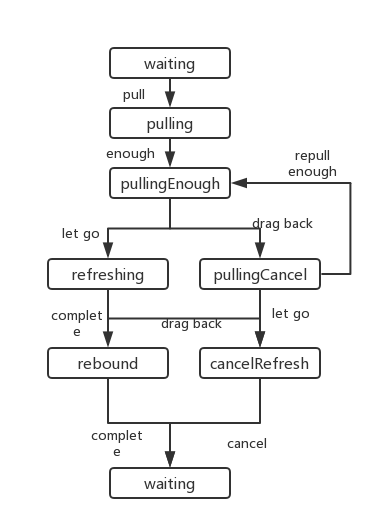 waiting
pull
pulling
enough
repull
enough
pullingEnough
drag back
let go
refreshing
pullingCancel
complet
e
drag back
let go
rebound
cancelRefresh
complet
e
cancel
waiting